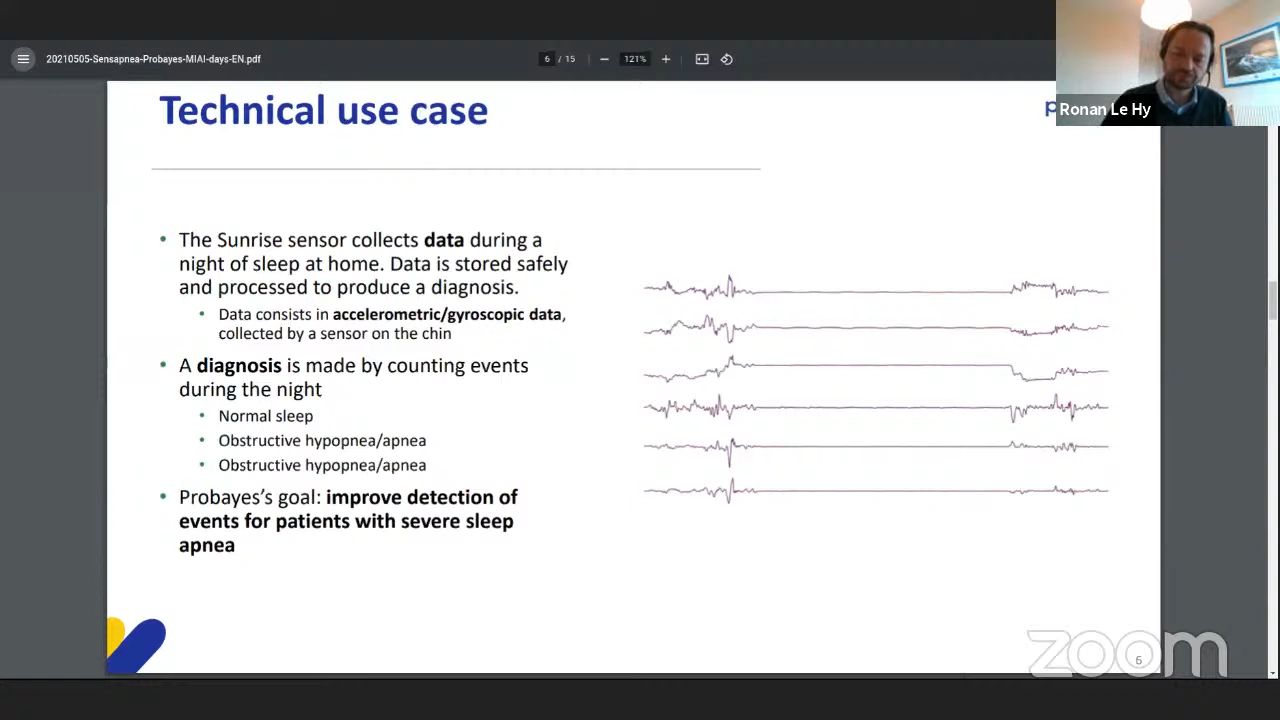 20210505-Sensapnea-Probayes-MIAI-days-EN.pdf
6 / 15
121%
Technical use case
p
Ronan Le Hy
• The Sunrise sensor collects data during a
night of sleep at home. Data is stored safely
and processed to produce a diagnosis.
• Data consists in accelerometric/gyroscopic data,
collected by a sensor on the chin
• A diagnosis is made by counting events
during the night
• Normal sleep
• Obstructive hypopnea/apnea
• Obstructive hypopnea/apnea
• Probayes's goal: improve detection of
events for patients with severe sleep
apnea
zoom
6